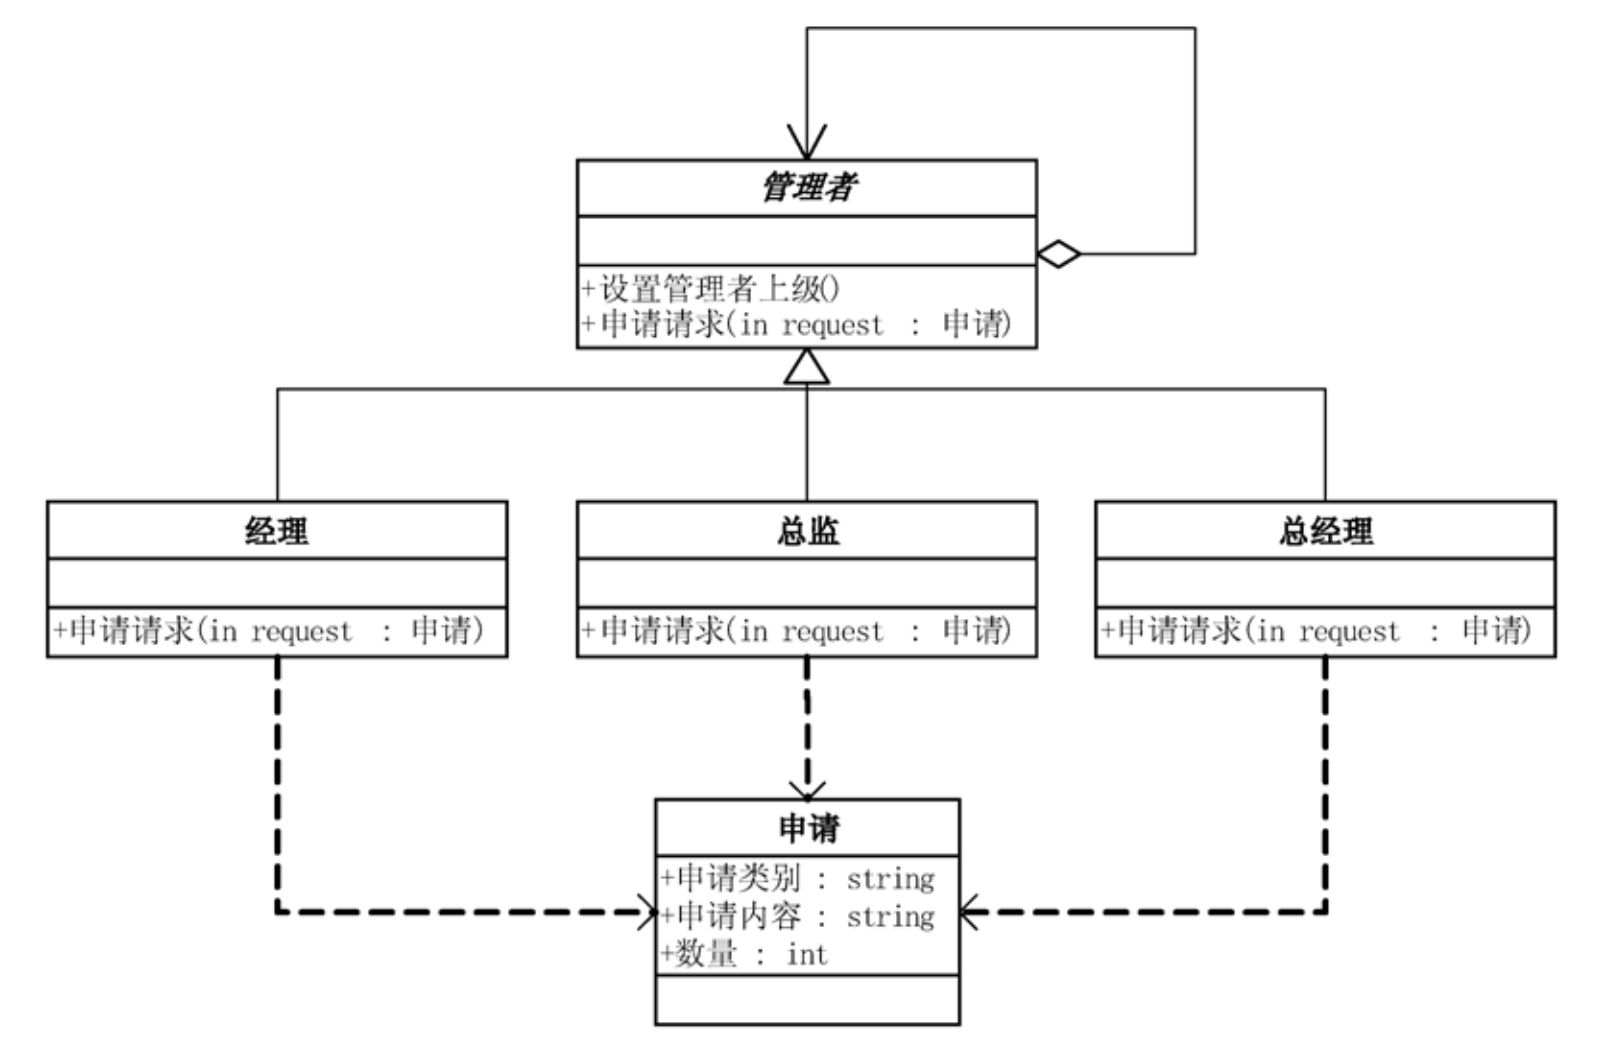 管理者
+设置管理者上级()
+申请请求(in request : 申请)
经理
+申请请求(in request : 申请)
总监
+申请请求(in request : 申请)
总经理
+申请请求(in request : 申请)
申请
+申请类别 : string
+申请内容 : string
+数量 : int